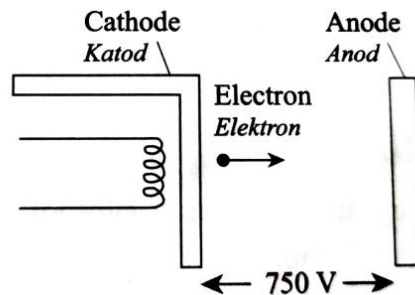 Cathode
Katod
Anode
Anod
Electron
Elektron
750 V